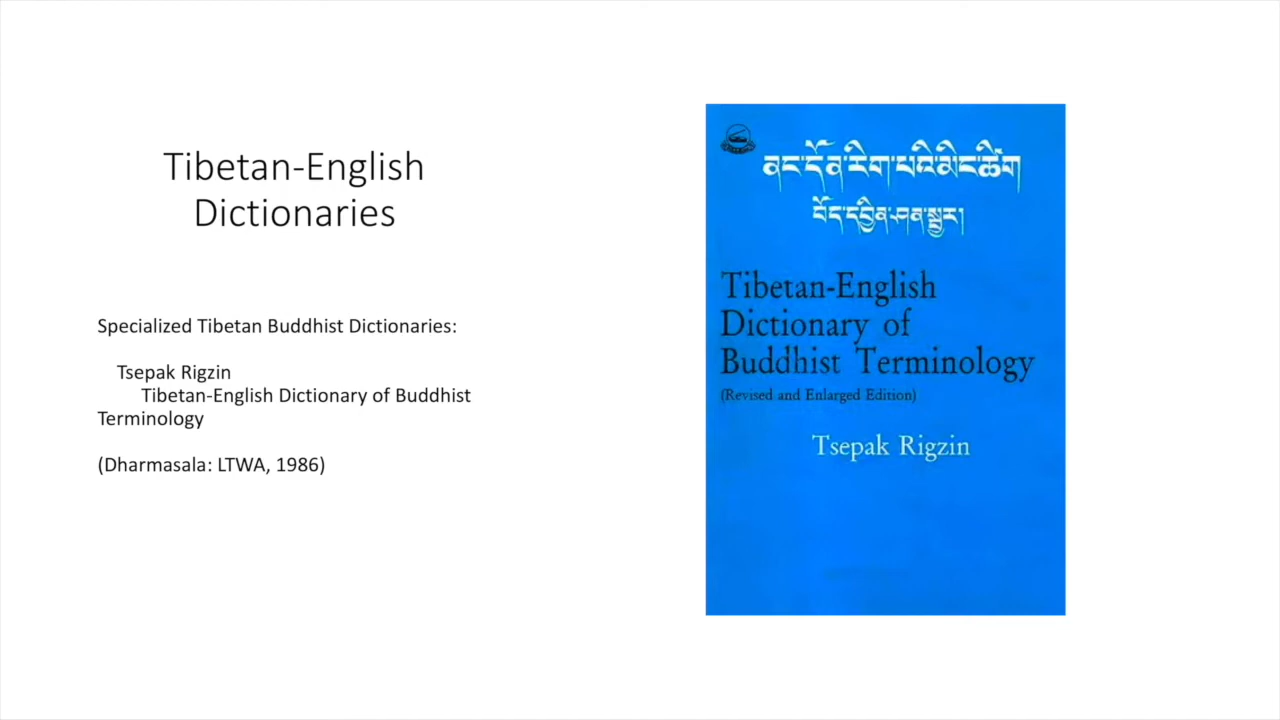 Tibetan-English
Dictionaries
Specialized Tibetan Buddhist Dictionaries:
Tsepak Rigzin
Tibetan-English Dictionary of Buddhist
Terminology
(Dharmasala: LTWA, 1986)
ནང་དོན་རིག་པའི་མིང་ཚིག
བོད་དབྱིན་ཤན་སྦྱར།
Tibetan-English
Dictionary of
Buddhist Terminology
(Revised and Enlarged Edition)
Tsepak Rigzin